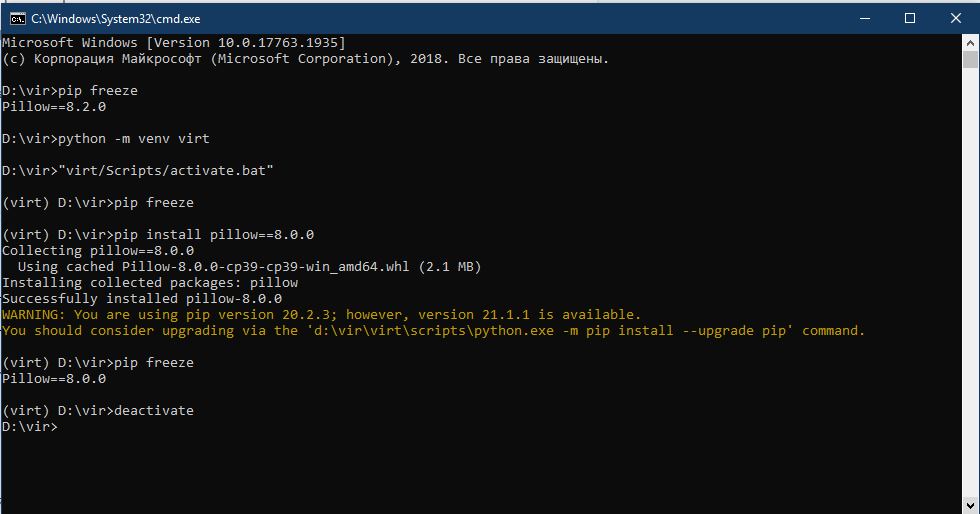 C:\Windows\System32\cmd.exe
Microsoft Windows [Version 10.0.17763.1935]
(c) Корпорация Майкрософт (Microsoft Corporation), 2018. Все права защищены.
D:\vir>pip freeze
Pillow==8.2.0
D:\vir>python -m venv virt
D:\vir>"virt/Scripts/activate.bat"
(virt) D:\vir>pip freeze
(virt) D:\vir>pip install pillow==8.0.0
Collecting pillow==8.0.0
  Using cached Pillow-8.0.0-cp39-cp39-win_amd64.whl (2.1 MB)
Installing collected packages: pillow
Successfully installed pillow-8.0.0
WARNING: You are using pip version 20.2.3; however, version 21.1.1 is available.
You should consider upgrading via the 'd:\vir\virt\scripts\python.exe -m pip install --upgrade pip' command.
(virt) D:\vir>pip freeze
Pillow==8.0.0
(virt) D:\vir>deactivate
D:\vir>